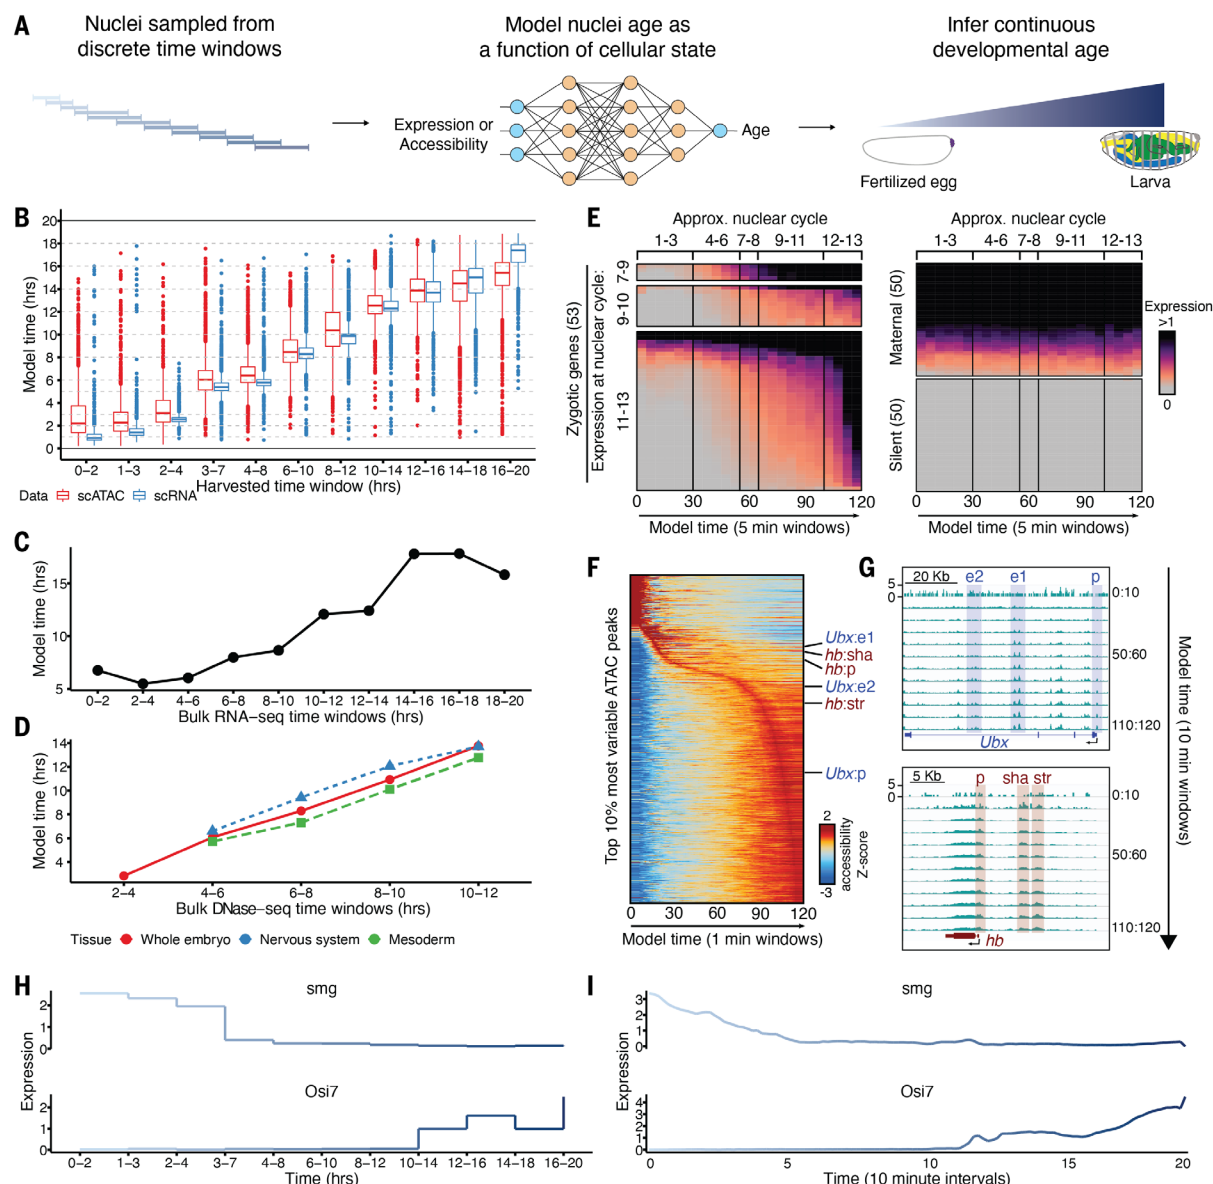 A
Nuclei sampled from
discrete time windows
Model nuclei age as
a function of cellular state
Infer continuous
developmental age
Expression or
Accessibility
Age
Fertilized egg
Larva
B
Model time (hrs)
20
18
16
14
12
10
8
6
4
2
0
0–2 1–3 2–4 3–7 4–8 6–10 8–12 10–14 12–16 14–18 16–20
Harvested time window (hrs)
Data scATAC scRNA
C
Model time (hrs)
15
10
5
0–2 2–4 4–6 6–8 8–10 10–12 12–14 14–16 16–18 18–20
Bulk RNA–seq time windows (hrs)
D
Model time (hrs)
14
12
10
8
6
4
2–4 4–6 6–8 8–10 10–12
Bulk DNase–seq time windows (hrs)
Tissue Whole embryo Nervous system Mesoderm
E
Approx. nuclear cycle
1-3 4-6 7-8 9-11 12-13
Zygotic genes (53)
Expression at nuclear cycle:
7-9
9-10
11-13
0 30 60 90 120
Model time (5 min windows)
Approx. nuclear cycle
1-3 4-6 7-8 9-11 12-13
Maternal (50)
Silent (50)
0 30 60 90 120
Model time (5 min windows)
Expression
>1
0
F
Top 10% most variable ATAC peaks
Ubx:e1
hb:sha
hb:p
Ubx:e2
hb:str
Ubx:p
2
-3
accessibility
Z-score
0 30 60 90 120
Model time (1 min windows)
G
20 Kb e2 e1 p
5
0
0:10
50:60
110:120
Ubx
5 Kb p sha str
5
0
0:10
50:60
110:120
hb
Model time (10 min windows)
H
smg
2
1
0
Expression
Osi7
2
1
0
0–2 1–3 2–4 3–7 4–8 6–10 8–12 10–14 12–16 14–18 16–20
Time (hrs)
I
smg
3
2
1
0
Expression
Osi7
4
3
2
1
0
0 5 10 15 20
Time (10 minute intervals)